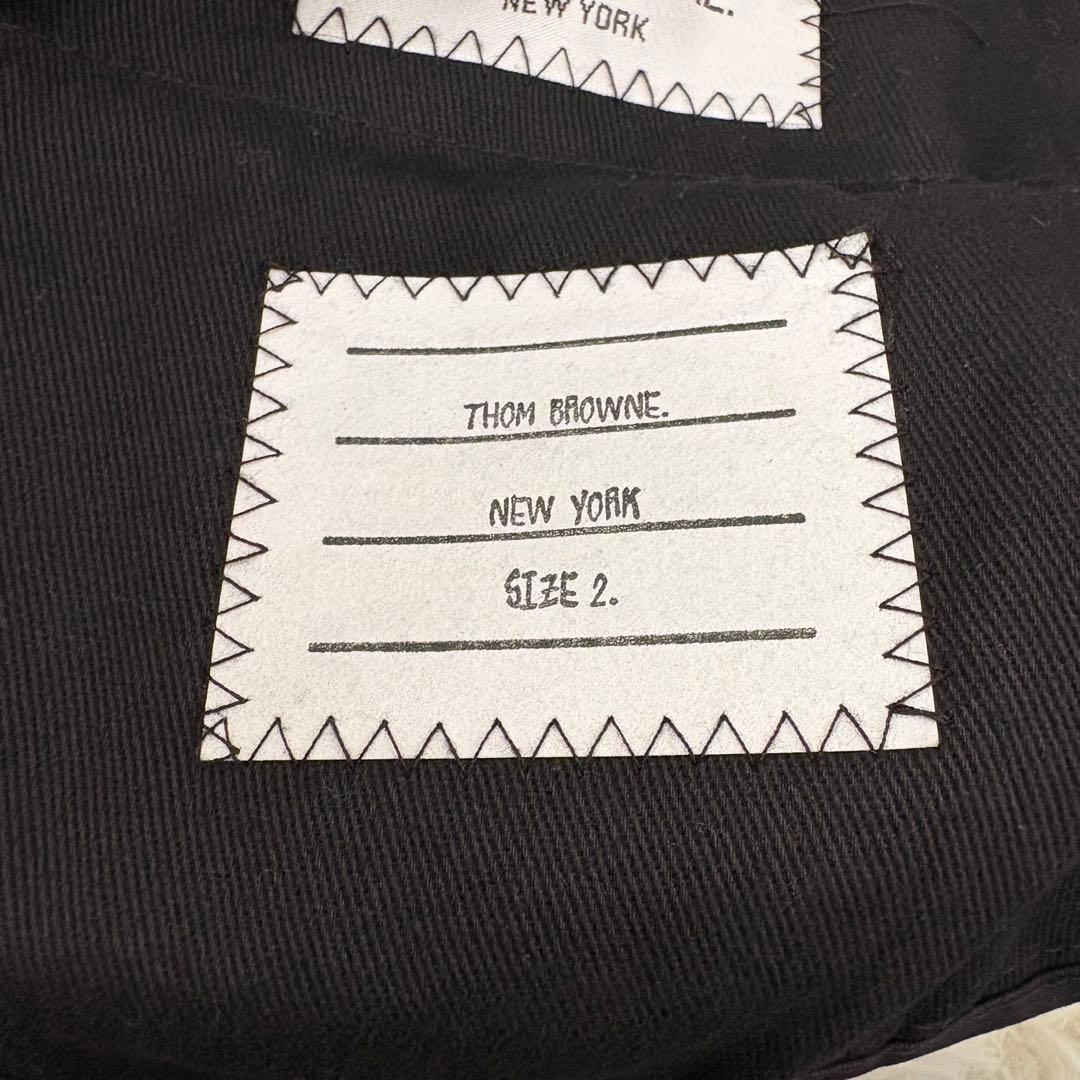 NEW YORK
THOM BROWNE.
NEW YORK
SIZE 2.